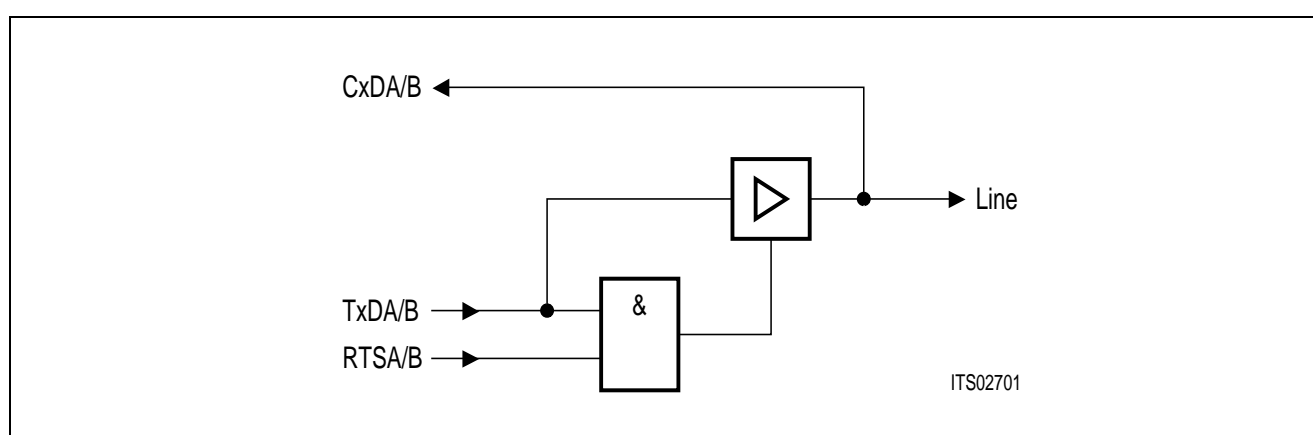 CxDA/B
Line
TxDA/B
&
RTSA/B
ITS02701